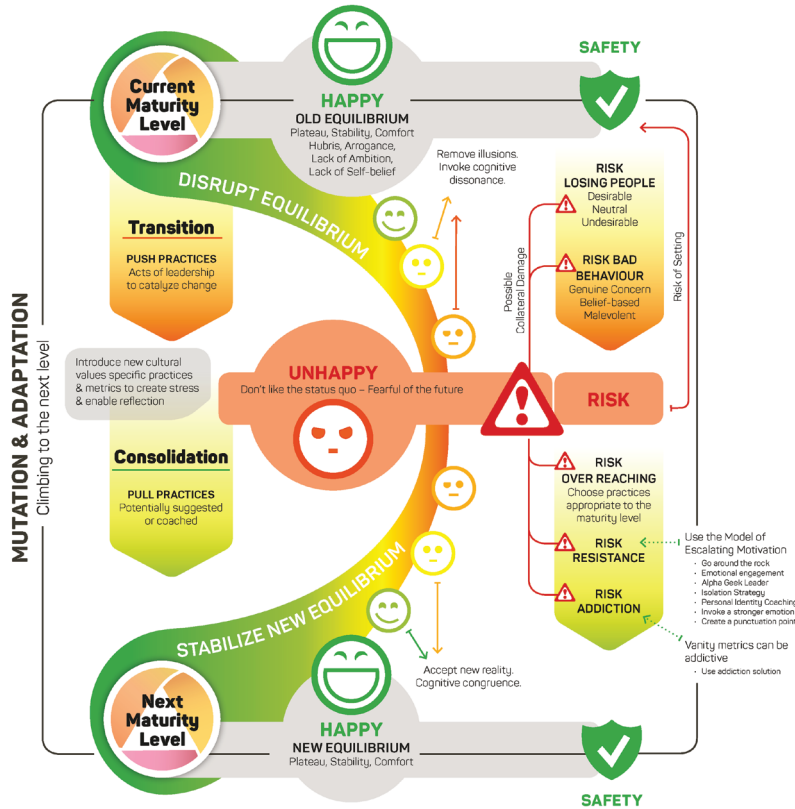 SAFETY
Current
Maturity
Level
HAPPY
OLD EQUILIBRIUM
Plateau, Stability, Comfort
Hubris, Arrogance,
Lack of Ambition,
Lack of Self-belief
DISRUPT EQUILIBRIUM
Remove illusions.
Invoke cognitive
dissonance.
RISK
LOSING PEOPLE
Desirable
Neutral
Undesirable
RISK BAD
BEHAVIOUR
Genuine Concern
Belief-based
Malevolent
Possible
Collateral Damage
Risk of Setting
Transition
PUSH PRACTICES
Acts of leadership
to catalyze change
MUTATION & ADAPTATION
Climbing to the next level
Introduce new cultural
values specific practices
& metrics to create stress
& enable reflection
UNHAPPY
Don't like the status quo – Fearful of the future
RISK
Consolidation
PULL PRACTICES
Potentially suggested
or coached
RISK
OVER REACHING
Choose practices
appropriate to the
maturity level
RISK
RESISTANCE
RISK
ADDICTION
Use the Model of
Escalating Motivation
• Go around the rock
• Emotional engagement
• Alpha Geek Leader
• Isolation Strategy
• Personal Identity Coaching
• Invoke a stronger emotion
• Create a punctuation point
Vanity metrics can be
addictive
• Use addiction solution
STABILIZE NEW EQUILIBRIUM
Accept new reality.
Cognitive congruence.
Next
Maturity
Level
HAPPY
NEW EQUILIBRIUM
Plateau, Stability, Comfort
SAFETY